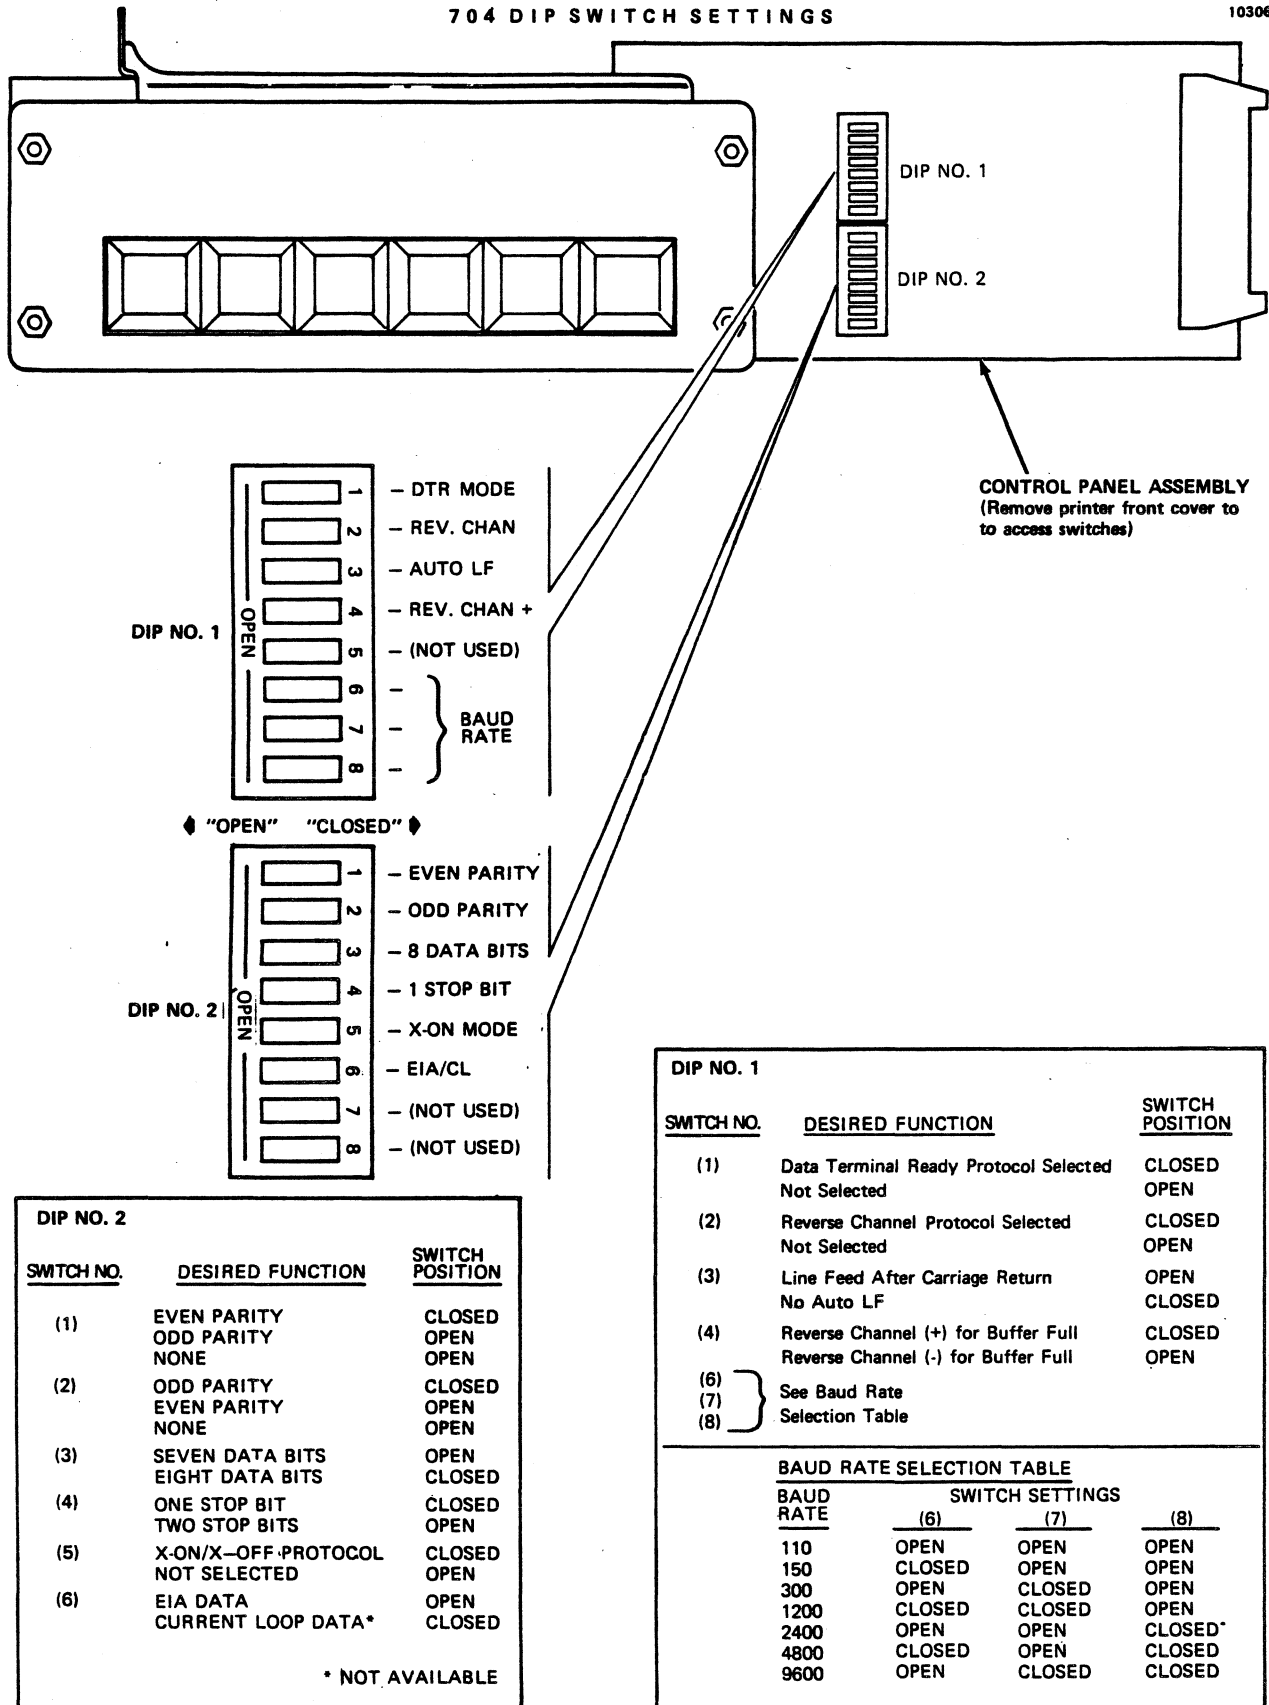 704 DIP SWITCH SETTINGS
10306
DIP NO. 1
DIP NO. 2
CONTROL PANEL ASSEMBLY
(Remove printer front cover to
to access switches)
DIP NO. 1
OPEN
1 – DTR MODE
2 – REV. CHAN
3 – AUTO LF
4 – REV. CHAN +
5 – (NOT USED)
6 –
7 –
8 –
BAUD
RATE
"OPEN" "CLOSED"
DIP NO. 2
OPEN
1 – EVEN PARITY
2 – ODD PARITY
3 – 8 DATA BITS
4 – 1 STOP BIT
5 – X-ON MODE
6 – EIA/CL
7 – (NOT USED)
8 – (NOT USED)
DIP NO. 2
SWITCH NO. DESIRED FUNCTION SWITCH POSITION
(1) EVEN PARITY CLOSED
ODD PARITY OPEN
NONE OPEN
(2) ODD PARITY CLOSED
EVEN PARITY OPEN
NONE OPEN
(3) SEVEN DATA BITS OPEN
EIGHT DATA BITS CLOSED
(4) ONE STOP BIT CLOSED
TWO STOP BITS OPEN
(5) X-ON/X–OFF PROTOCOL CLOSED
NOT SELECTED OPEN
(6) EIA DATA OPEN
CURRENT LOOP DATA* CLOSED
* NOT AVAILABLE
DIP NO. 1
SWITCH NO. DESIRED FUNCTION SWITCH POSITION
(1) Data Terminal Ready Protocol Selected CLOSED
Not Selected OPEN
(2) Reverse Channel Protocol Selected CLOSED
Not Selected OPEN
(3) Line Feed After Carriage Return OPEN
No Auto LF CLOSED
(4) Reverse Channel (+) for Buffer Full CLOSED
Reverse Channel (-) for Buffer Full OPEN
(6)
(7) See Baud Rate
(8) Selection Table
BAUD RATE SELECTION TABLE
BAUD SWITCH SETTINGS
RATE (6) (7) (8)
110 OPEN OPEN OPEN
150 CLOSED OPEN OPEN
300 OPEN CLOSED OPEN
1200 CLOSED CLOSED OPEN
2400 OPEN OPEN CLOSED
4800 CLOSED OPEN CLOSED
9600 OPEN CLOSED CLOSED